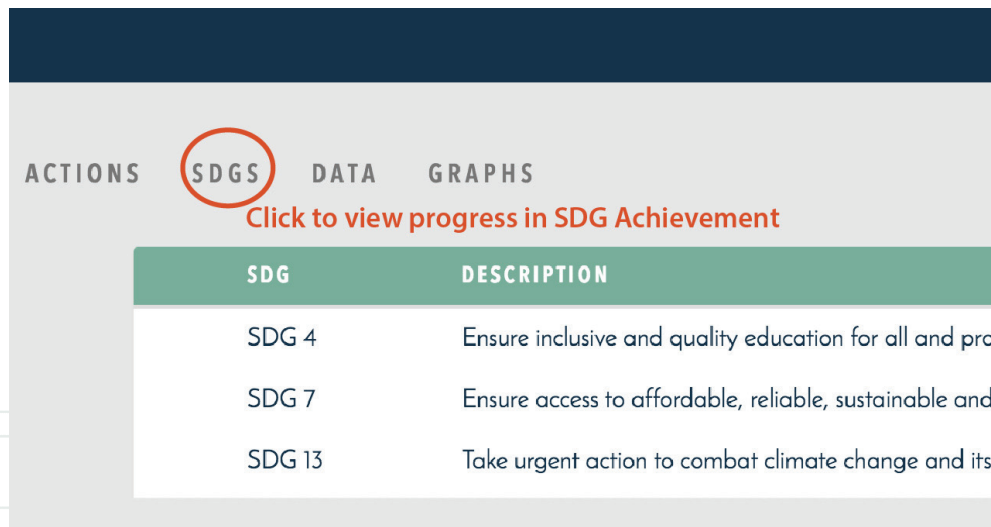 ACTIONS SDGS DATA GRAPHS
Click to view progress in SDG Achievement
SDG DESCRIPTION
SDG 4 Ensure inclusive and quality education for all and pro
SDG 7 Ensure access to affordable, reliable, sustainable and
SDG 13 Take urgent action to combat climate change and its